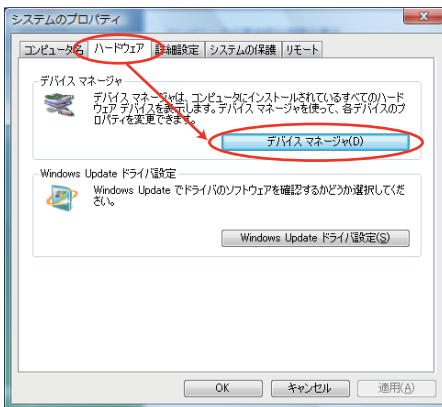 システムのプロパティ
コンピュータ名 ハードウェア 詳細設定 システムの保護 リモート
デバイス マネージャ
デバイス マネージャは、コンピュータにインストールされているすべてのハード
ウェア デバイスを表示します。デバイス マネージャを使って、各デバイスのプ
ロパティを変更できます。
デバイス マネージャ(D)
Windows Update ドライバ設定
Windows Update でドライバのソフトウェアを確認するかどうか選択してくだ
さい。
Windows Update ドライバ設定(S)
OK キャンセル 適用(A)